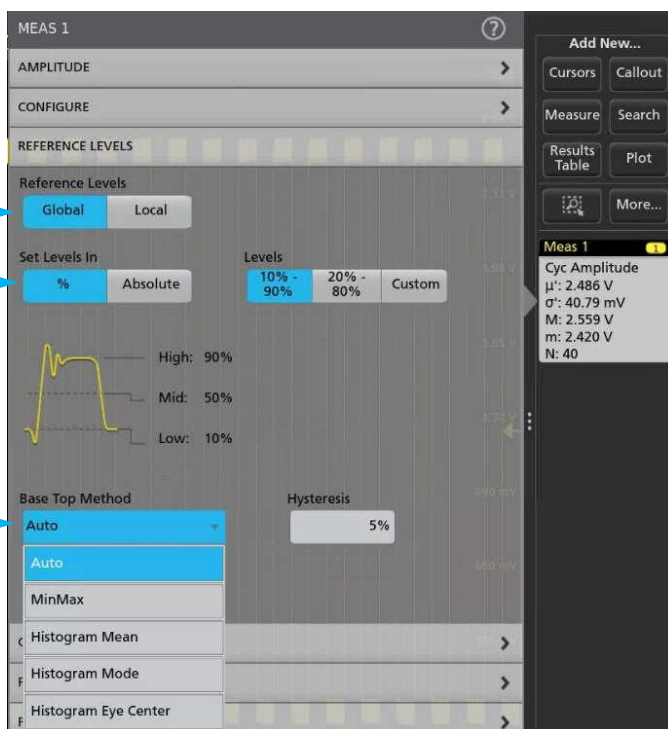 MEAS 1
?
AMPLITUDE
CONFIGURE
REFERENCE LEVELS
Reference Levels
Global Local
Set Levels In
% Absolute
Levels
10% - 90% 20% - 80% Custom
High: 90%
Mid: 50%
Low: 10%
Base Top Method
Auto
Hysteresis
5%
Auto
MinMax
Histogram Mean
Histogram Mode
Histogram Eye Center
Add New...
Cursors Callout
Measure Search
Results Table Plot
More...
Meas 1 1
Cyc Amplitude
µ': 2.486 V
σ': 40.79 mV
M: 2.559 V
m: 2.420 V
N: 40